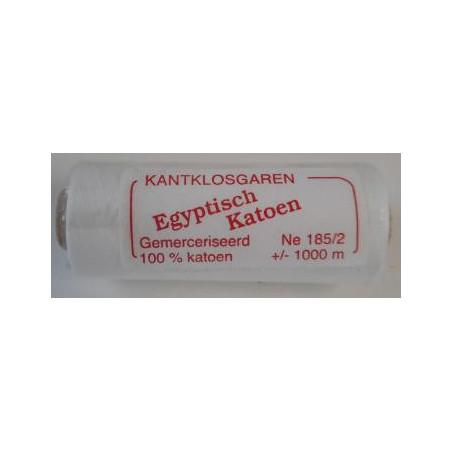 KANTKLOSGAREN
Egyptisch
Katoen
Gemerceriseerd Ne 185/2
100 % katoen +/- 1000 m